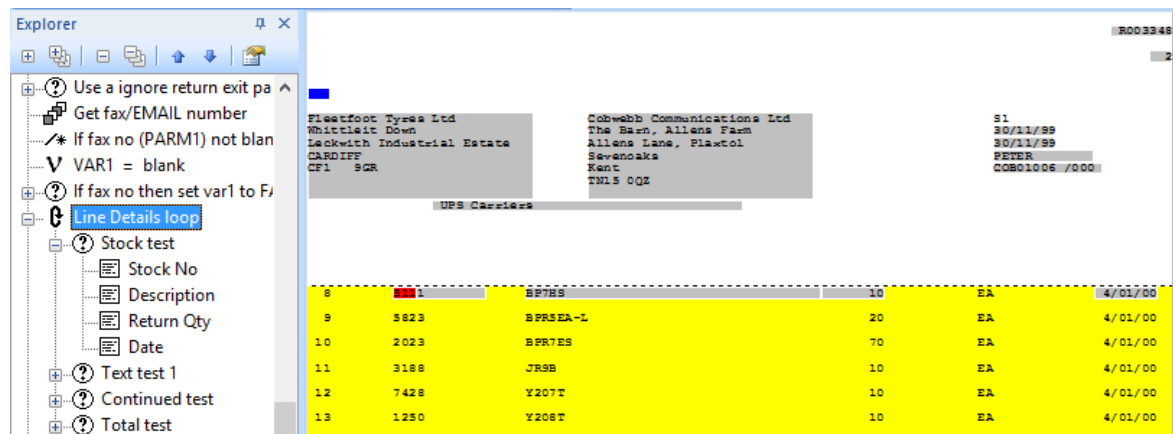 Explorer
Use a ignore return exit pa
Get fax/EMAIL number
If fax no (PARM1) not blan
VAR1 = blank
If fax no then set var1 to FA
Line Details loop
Stock test
Stock No
Description
Return Qty
Date
Text test 1
Continued test
Total test
R003348
2
Fleetfoot Tyres Ltd
Whittleit Down
Leckwith Industrial Estate
CARDIFF
CF1 9GR
Cobwebb Communications Ltd
The Barn, Allens Farm
Allens Lane, Plaxtol
Sevenoaks
Kent
TN15 0QZ
S1
30/11/99
30/11/99
PETER
COB01006 /000
UPS Carriers
8 5111 BP7HS 10 EA 4/01/00
9 5823 BPR5EA-L 20 EA 4/01/00
10 2023 BPR7ES 70 EA 4/01/00
11 3188 JR9B 10 EA 4/01/00
12 7428 Y207T 10 EA 4/01/00
13 1250 Y208T 10 EA 4/01/00